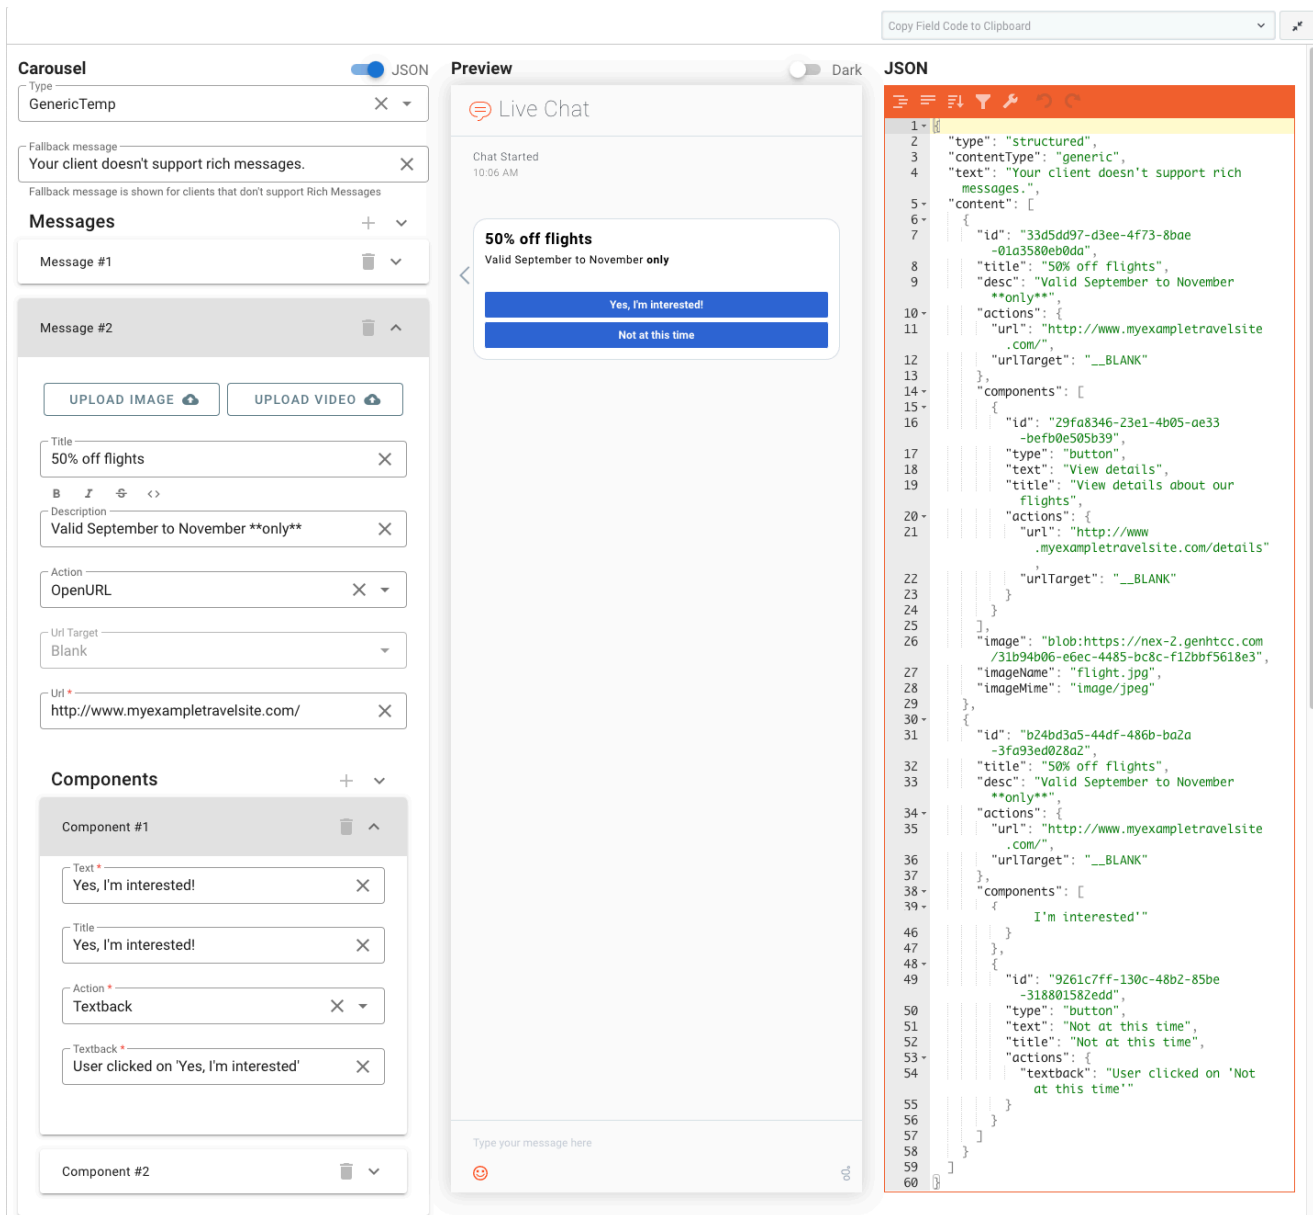 Copy Field Code to Clipboard
Carousel
JSON
Type
GenericTemp
Fallback message
Your client doesn't support rich messages.
Fallback message is shown for clients that don't support Rich Messages
Messages
Message #1
Message #2
UPLOAD IMAGE
UPLOAD VIDEO
Title
50% off flights
B I S <>
Description
Valid September to November **only**
Action
OpenURL
Url Target
Blank
Url *
http://www.myexampletravelsite.com/
Components
Component #1
Text *
Yes, I'm interested!
Title
Yes, I'm interested!
Action *
Textback
Textback *
User clicked on 'Yes, I'm interested'
Component #2
Preview
Dark
Live Chat
Chat Started
10:06 AM
50% off flights
Valid September to November only
Yes, I'm interested!
Not at this time
Type your message here
JSON
1 {
2 "type": "structured",
3 "contentType": "generic",
4 "text": "Your client doesn't support rich
messages.",
5 "content": [
6 {
7 "id": "33d5dd97-d3ee-4f73-8bae
-01a3580eb0da",
8 "title": "50% off flights",
9 "desc": "Valid September to November
**only**",
10 "actions": {
11 "url": "http://www.myexampletravelsite
.com/",
12 "urlTarget": "__BLANK"
13 },
14 "components": [
15 {
16 "id": "29fa8346-23e1-4b05-ae33
-befb0e505b39",
17 "type": "button",
18 "text": "View details",
19 "title": "View details about our
flights",
20 "actions": {
21 "url": "http://www
.myexampletravelsite.com/details"
,
22 "urlTarget": "__BLANK"
23 }
24 }
25 ],
26 "image": "blob:https://nex-2.genhtcc.com
/31b94b06-e6ec-4485-bc8c-f12bbf5618e3",
27 "imageName": "flight.jpg",
28 "imageMime": "image/jpeg"
29 },
30 {
31 "id": "b24bd3a5-44df-486b-ba2a
-3fa93ed028a2",
32 "title": "50% off flights",
33 "desc": "Valid September to November
**only**",
34 "actions": {
35 "url": "http://www.myexampletravelsite
.com/",
36 "urlTarget": "__BLANK"
37 },
38 "components": [
39 {
I'm interested'"
46 }
47 },
48 {
49 "id": "9261c7ff-130c-48b2-85be
-318801582edd",
50 "type": "button",
51 "text": "Not at this time",
52 "title": "Not at this time",
53 "actions": {
54 "textback": "User clicked on 'Not
at this time'"
55 }
56 }
57 ]
58 }
59 ]
60 }